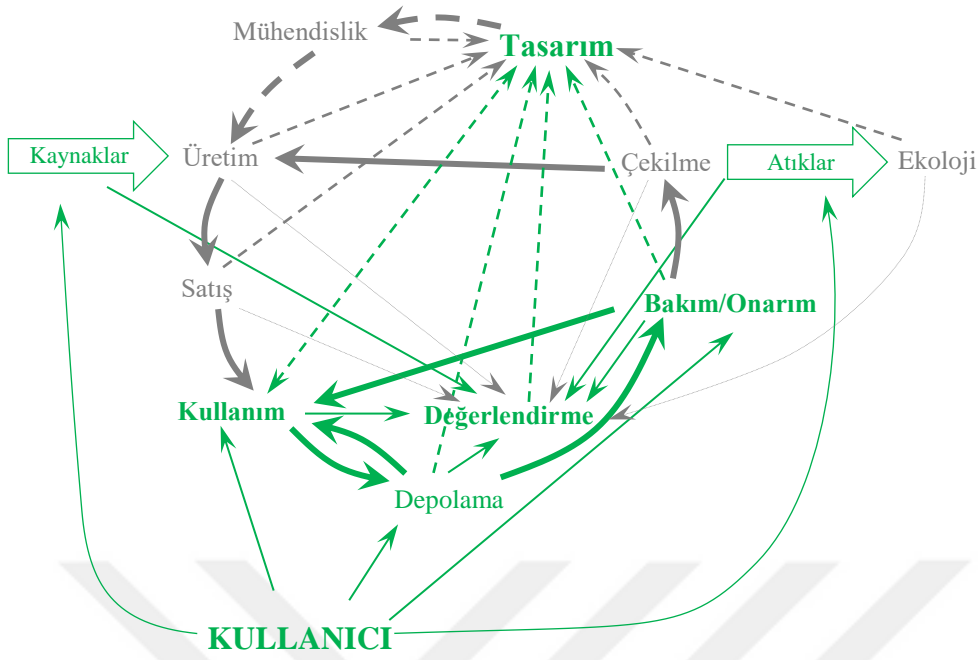 Mühendislik
Tasarım
Kaynaklar
Üretim
Çekilme
Atıklar
Ekoloji
Satış
Bakım/Onarım
Kullanım
Değerlendirme
Depolama
KULLANICI